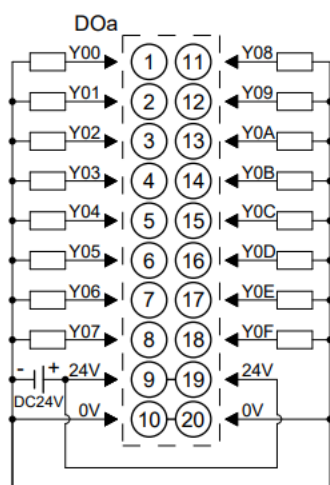 DOa
Y00 1 11 Y08
Y01 2 12 Y09
Y02 3 13 Y0A
Y03 4 14 Y0B
Y04 5 15 Y0C
Y05 6 16 Y0D
Y06 7 17 Y0E
Y07 8 18 Y0F
- + 24V 9 19 24V
DC24V 0V 10 20 0V